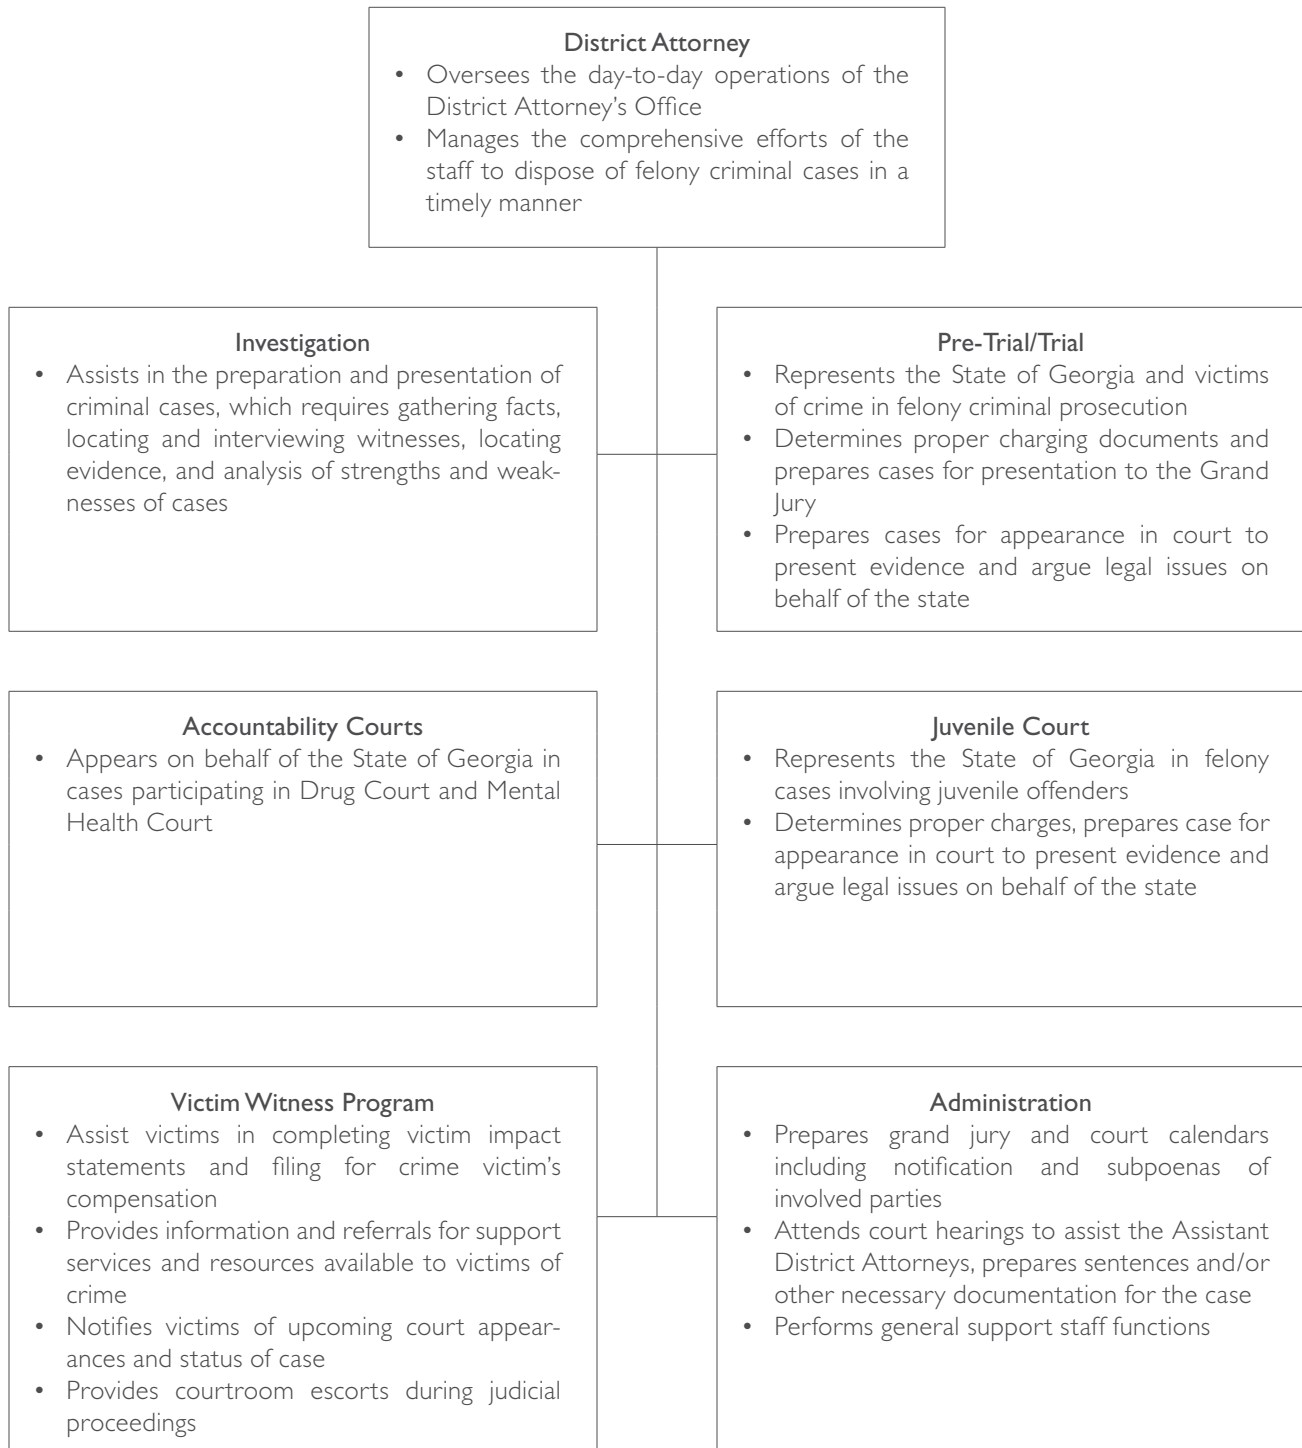 District Attorney
• Oversees the day-to-day operations of the
District Attorney’s Office
• Manages the comprehensive efforts of the
staff to dispose of felony criminal cases in a
timely manner
Investigation
• Assists in the preparation and presentation of
criminal cases, which requires gathering facts,
locating and interviewing witnesses, locating
evidence, and analysis of strengths and weak-
nesses of cases
Pre-Trial/Trial
• Represents the State of Georgia and victims
of crime in felony criminal prosecution
• Determines proper charging documents and
prepares cases for presentation to the Grand
Jury
• Prepares cases for appearance in court to
present evidence and argue legal issues on
behalf of the state
Accountability Courts
• Appears on behalf of the State of Georgia in
cases participating in Drug Court and Mental
Health Court
Juvenile Court
• Represents the State of Georgia in felony
cases involving juvenile offenders
• Determines proper charges, prepares case for
appearance in court to present evidence and
argue legal issues on behalf of the state
Victim Witness Program
• Assist victims in completing victim impact
statements and filing for crime victim’s
compensation
• Provides information and referrals for support
services and resources available to victims of
crime
• Notifies victims of upcoming court appear-
ances and status of case
• Provides courtroom escorts during judicial
proceedings
Administration
• Prepares grand jury and court calendars
including notification and subpoenas of
involved parties
• Attends court hearings to assist the Assistant
District Attorneys, prepares sentences and/or
other necessary documentation for the case
• Performs general support staff functions